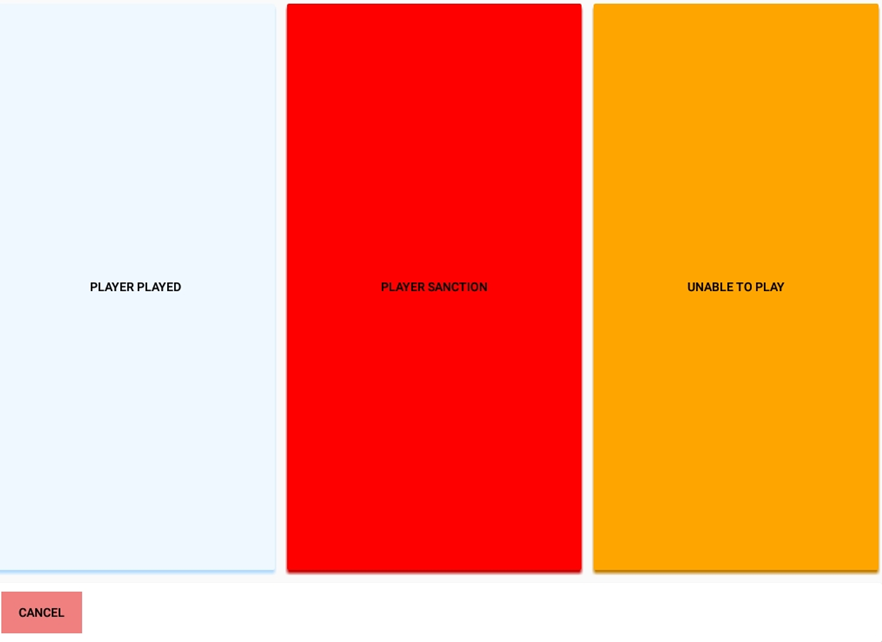 PLAYER PLAYED
PLAYER SANCTION
UNABLE TO PLAY
CANCEL